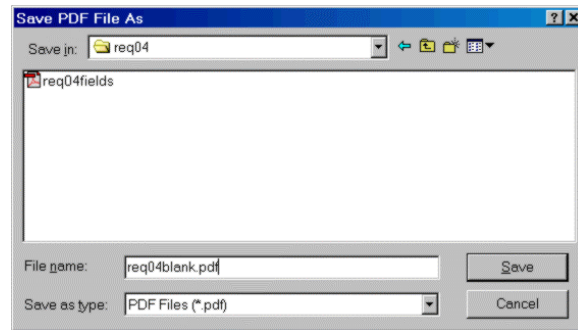 Save PDF File As
Save in: req04
req04fields
File name: req04blank.pdf Save
Save as type: PDF Files (*.pdf) Cancel